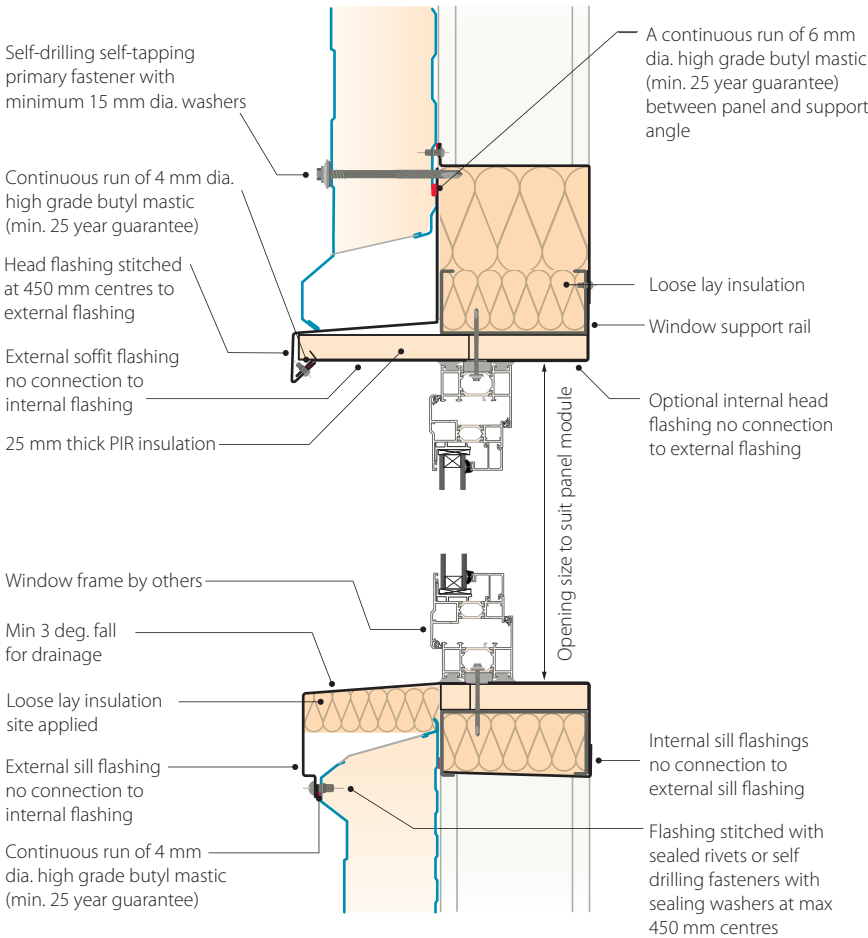 Self-drilling self-tapping
primary fastener with
minimum 15 mm dia. washers
Continuous run of 4 mm dia.
high grade butyl mastic
(min. 25 year guarantee)
Head flashing stitched
at 450 mm centres to
external flashing
External soffit flashing
no connection to
internal flashing
25 mm thick PIR insulation
Window frame by others
Min 3 deg. fall
for drainage
Loose lay insulation
site applied
External sill flashing
no connection to
internal flashing
Continuous run of 4 mm
dia. high grade butyl mastic
(min. 25 year guarantee)
A continuous run of 6 mm
dia. high grade butyl mastic
(min. 25 year guarantee)
between panel and support
angle
Loose lay insulation
Window support rail
Optional internal head
flashing no connection
to external flashing
Opening size to suit panel module
Internal sill flashings
no connection to
external sill flashing
Flashing stitched with
sealed rivets or self
drilling fasteners with
sealing washers at max
450 mm centres